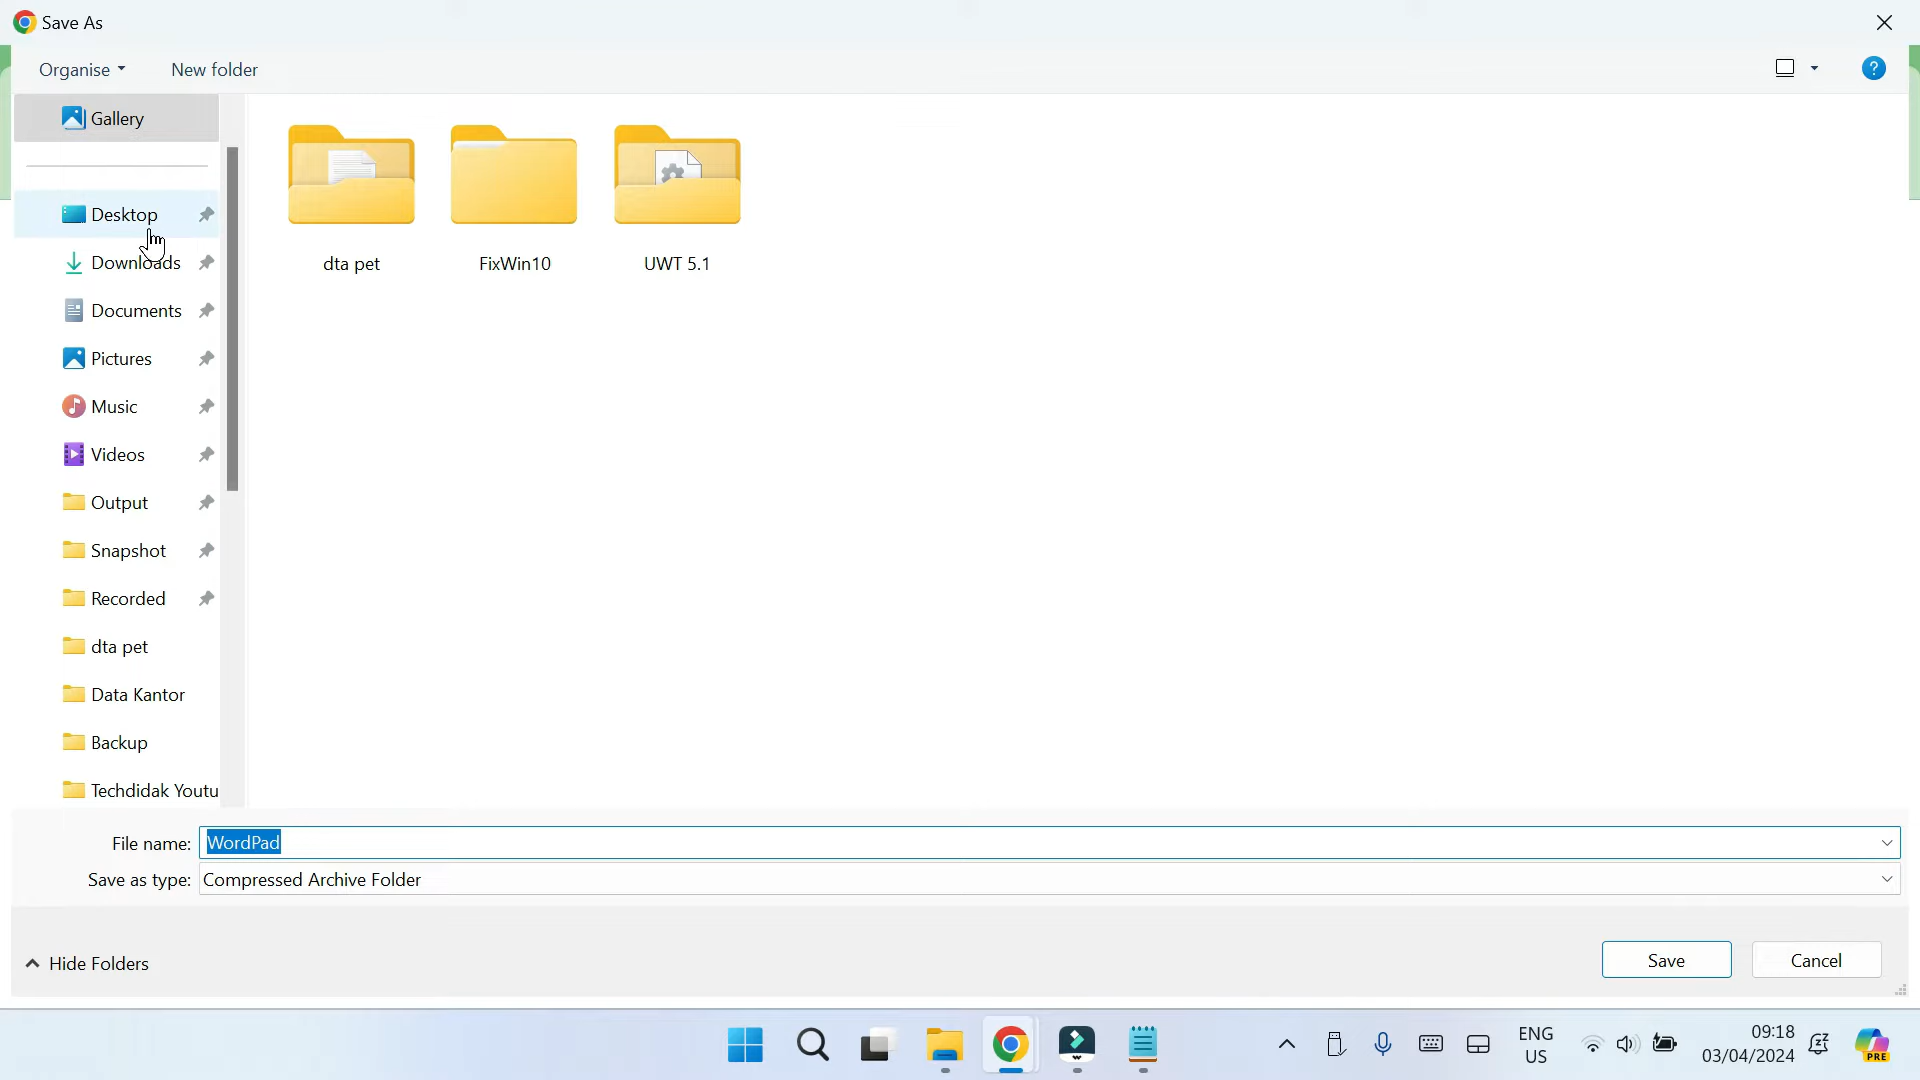 Save As
Organise
New folder
?
Gallery
Desktop
Downloads
Documents
Pictures
Music
Videos
Output
Snapshot
Recorded
dta pet
Data Kantor
Backup
Techdidak Youtu
dta pet
FixWin10
UWT 5.1
File name: WordPad
Save as type: Compressed Archive Folder
Hide Folders
Save
Cancel
ENG
US
09:18
03/04/2024
PRE